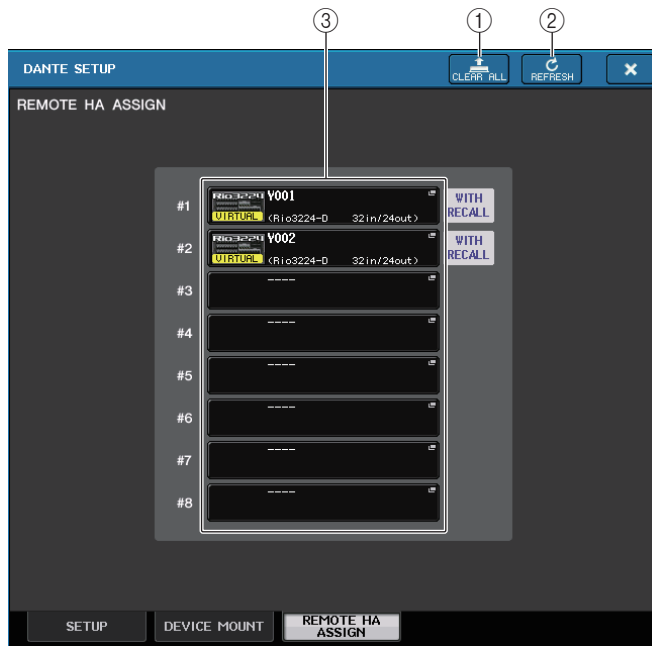 ③ ① ②
DANTE SETUP CLEAR ALL REFRESH ×
REMOTE HA ASSIGN
#1 Rio3224 VIRTUAL Y001 (Rio3224-D 32in/24out) WITH RECALL
#2 Rio3224 VIRTUAL Y002 (Rio3224-D 32in/24out) WITH RECALL
#3 ----
#4 ----
#5 ----
#6 ----
#7 ----
#8 ----
SETUP DEVICE MOUNT REMOTE HA ASSIGN